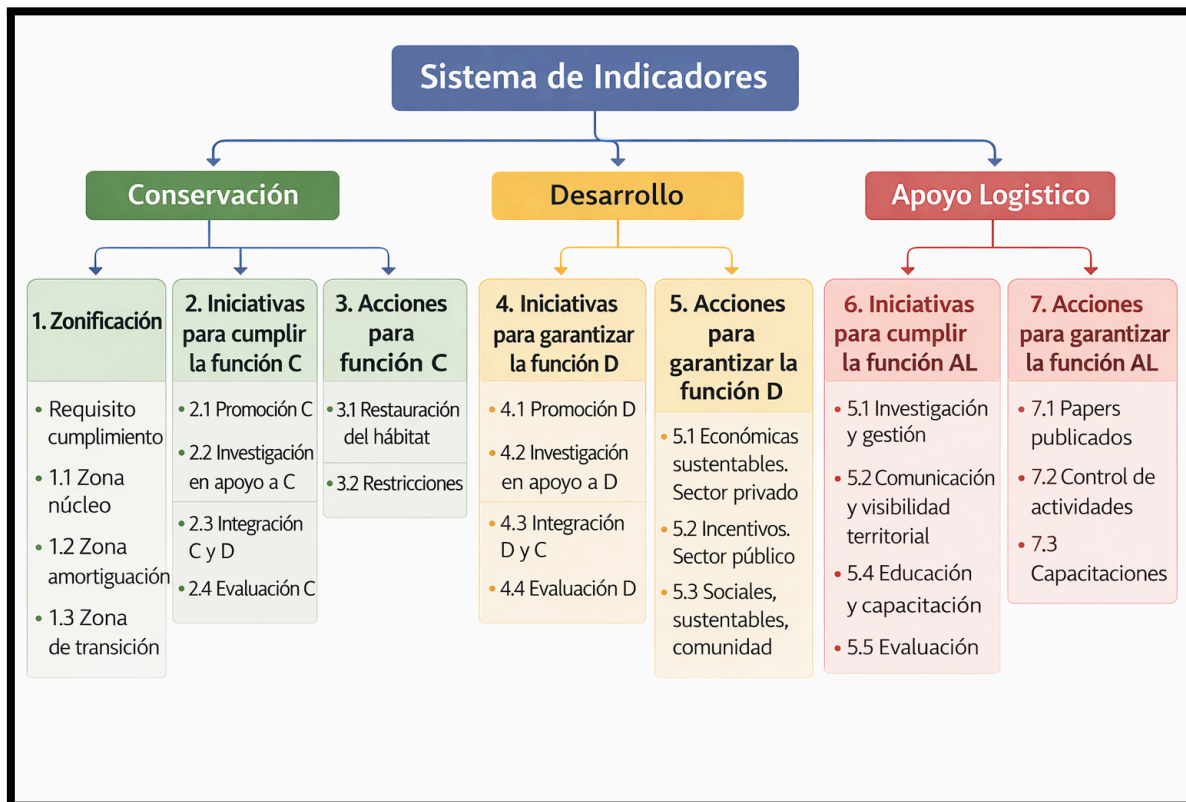 Sistema de Indicadores
Conservación
Desarrollo
Apoyo Logistico
1. Zonificación
• Requisito
cumplimiento
• 1.1 Zona
núcleo
• 1.2 Zona
amortiguación
• 1.3 Zona
de transición
2. Iniciativas
para cumplir
la función C
• 2.1 Promoción C
• 2.2 Investigación
en apoyo a C
• 2.3 Integración
C y D
• 2.4 Evaluación C
3. Acciones
para
función C
• 3.1 Restauración
del hábitat
• 3.2 Restricciones
4. Iniciativas
para garantizar
la función D
• 4.1 Promoción D
• 4.2 Investigación
en apoyo a D
• 4.3 Integración
D y C
• 4.4 Evaluación D
5. Acciones
para
garantizar la
función D
• 5.1 Económicas
sustentables.
Sector privado
• 5.2 Incentivos.
Sector público
• 5.3 Sociales,
sustentables,
comunidad
6. Iniciativas
para cumplir
la función AL
• 5.1 Investigación
y gestión
• 5.2 Comunicación
y visibilidad
territorial
• 5.4 Educación
y capacitación
• 5.5 Evaluación
7. Acciones
para garantizar
la función AL
• 7.1 Papers
publicados
• 7.2 Control de
actividades
• 7.3
Capacitaciones